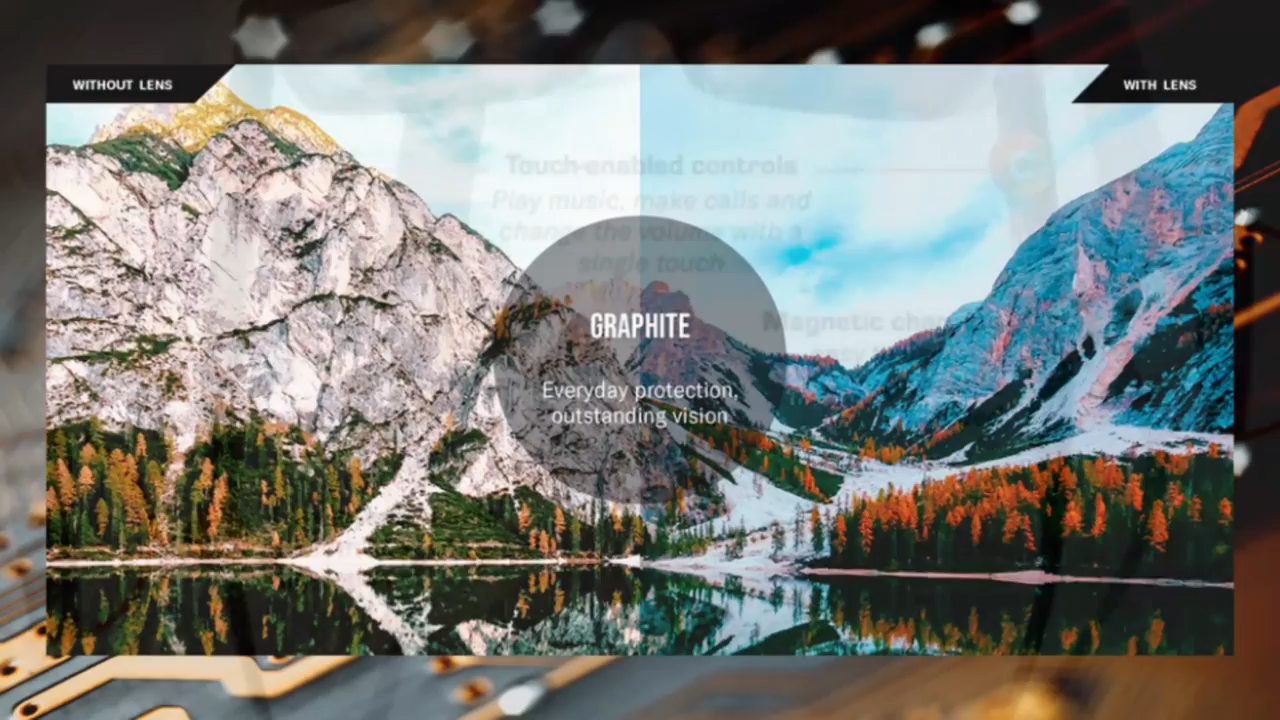 WITHOUT LENS
WITH LENS
Touch-enabled controls
Play music, make calls and
change the volume with a
single touch
GRAPHITE
Magnetic
Everyday protection,
outstanding vision